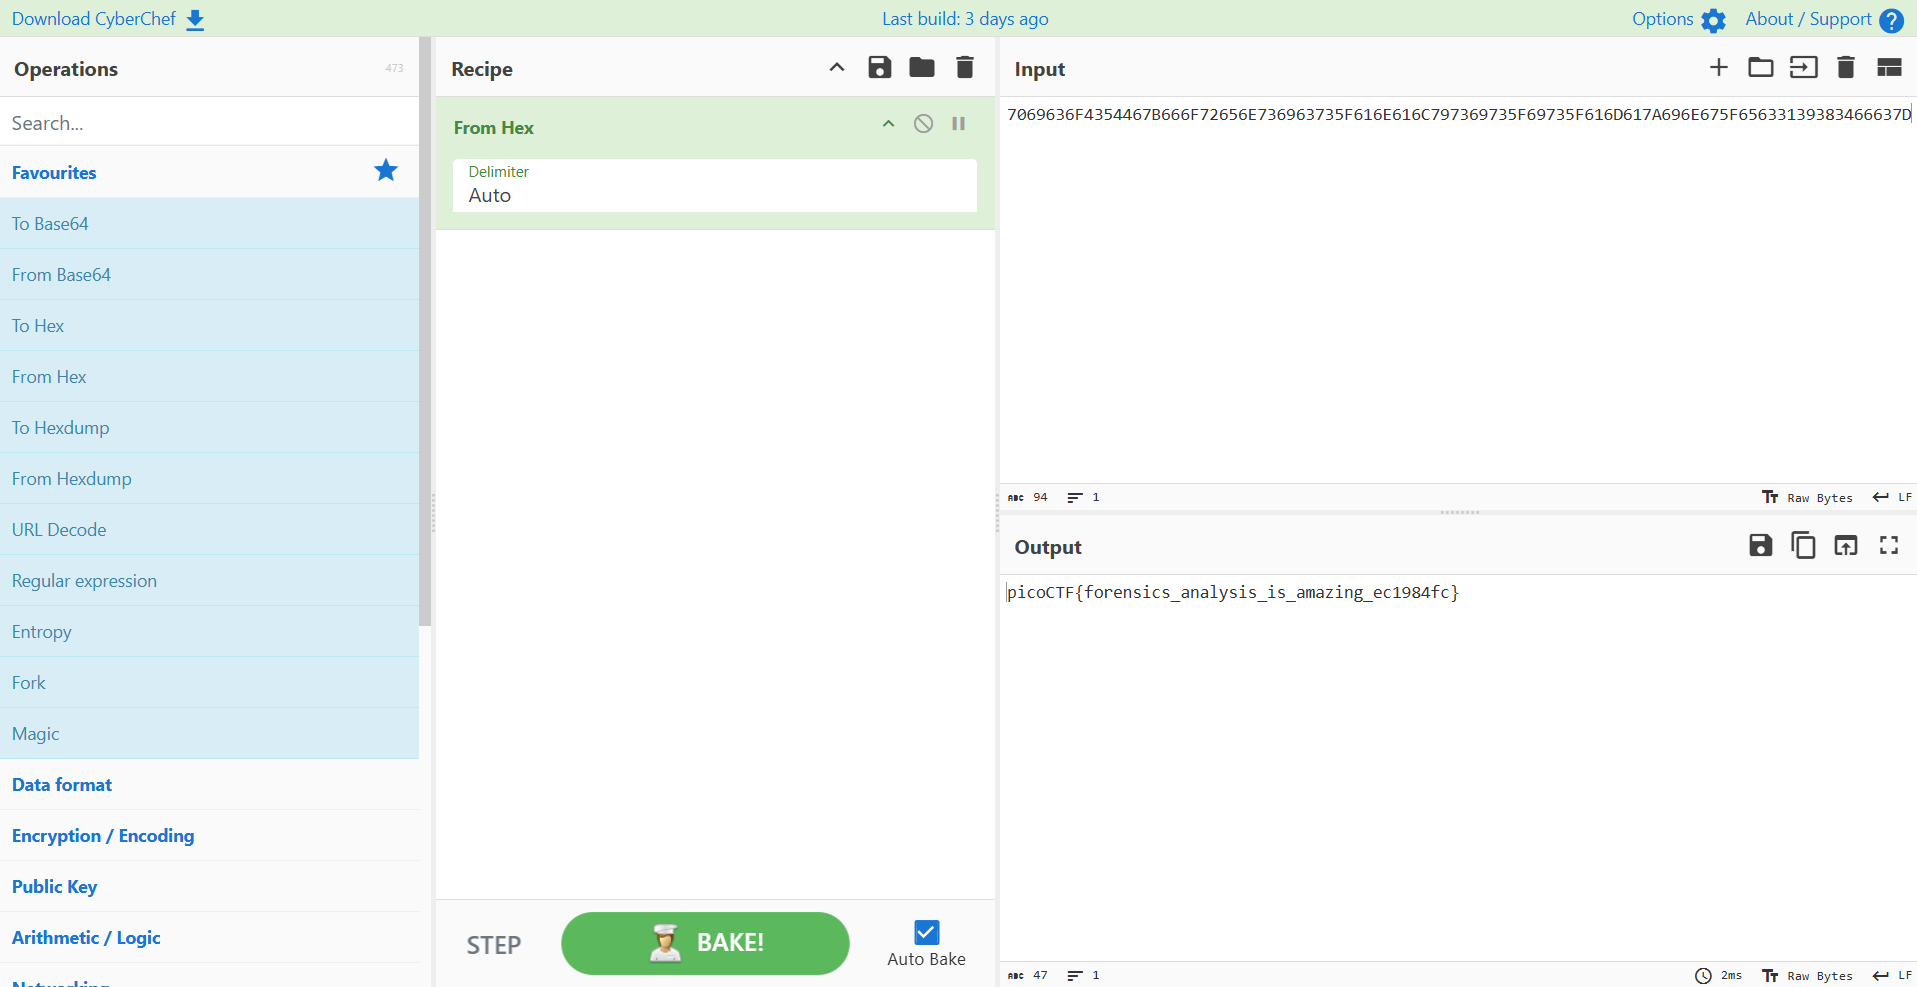 Download CyberChef
Last build: 3 days ago
Options
About / Support
Operations
473
Search...
Favourites
To Base64
From Base64
To Hex
From Hex
To Hexdump
From Hexdump
URL Decode
Regular expression
Entropy
Fork
Magic
Data format
Encryption / Encoding
Public Key
Arithmetic / Logic
Networking
Recipe
From Hex
Delimiter
Auto
STEP
BAKE!
Auto Bake
Input
7069636F4354467B666F72656E736963735F616E616C797369735F69735F616D617A696E675F65633139383466637D
ABC 94
1
Raw Bytes
LF
Output
picoCTF{forensics_analysis_is_amazing_ec1984fc}
ABC 47
1
2ms
Raw Bytes
LF